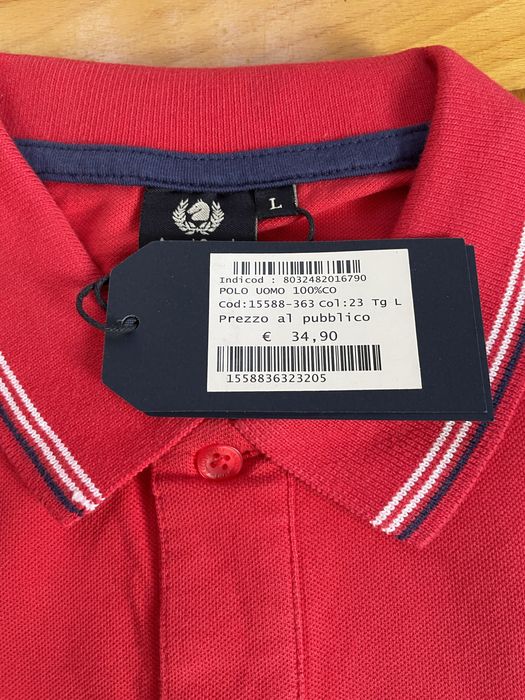 L
Indicod : 8032482016790
POLO UOMO 100%CO
Cod:15588-363 Col:23 Tg L
Prezzo al pubblico
€ 34,90
1558836323205